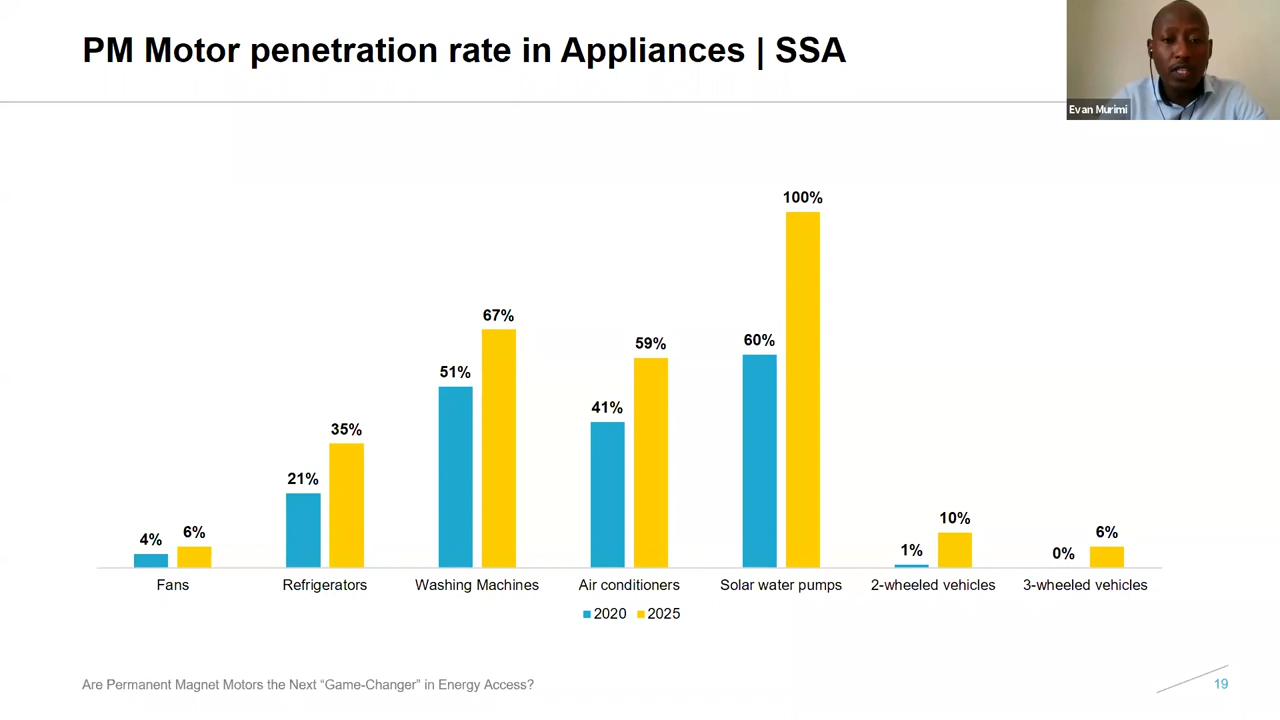 PM Motor penetration rate in Appliances | SSA
Evan Murimi
4% 6%
21% 35%
51% 67%
41% 59%
60% 100%
1% 10%
0% 6%
Fans Refrigerators Washing Machines Air conditioners Solar water pumps 2-wheeled vehicles 3-wheeled vehicles
2020 2025
Are Permanent Magnet Motors the Next “Game-Changer” in Energy Access?
19